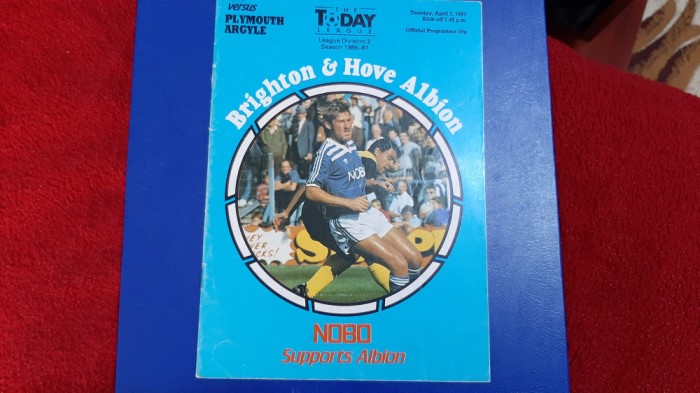 versus
PLYMOUTH
ARGYLE
THE
TODAY
LEAGUE
League Division 2
Season 1986-87
Tuesday, April 7, 1987
Kick-off 7.45 p.m.
Official Programme 50p
Brighton & Hove Albion
NOBO
NOBO
Supports Albion